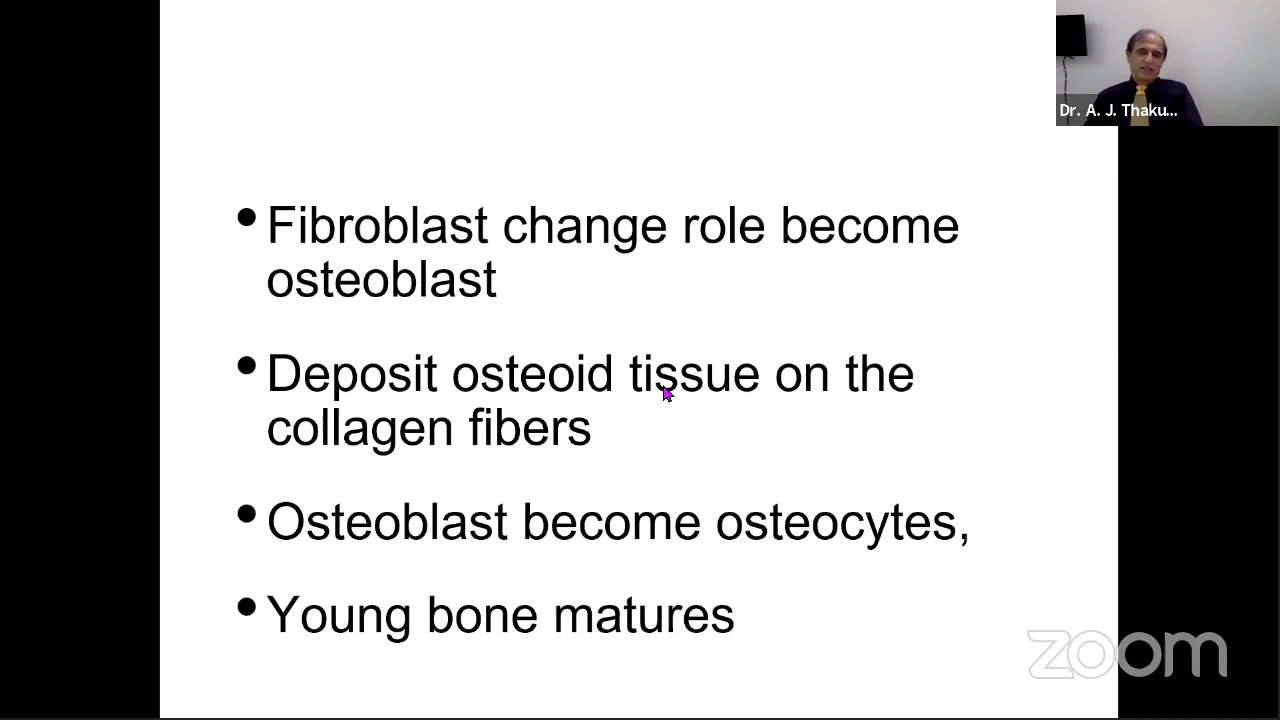 Dr. A. J. Thaku...
• Fibroblast change role become
osteoblast
• Deposit osteoid tissue on the
collagen fibers
• Osteoblast become osteocytes,
• Young bone matures
zoom